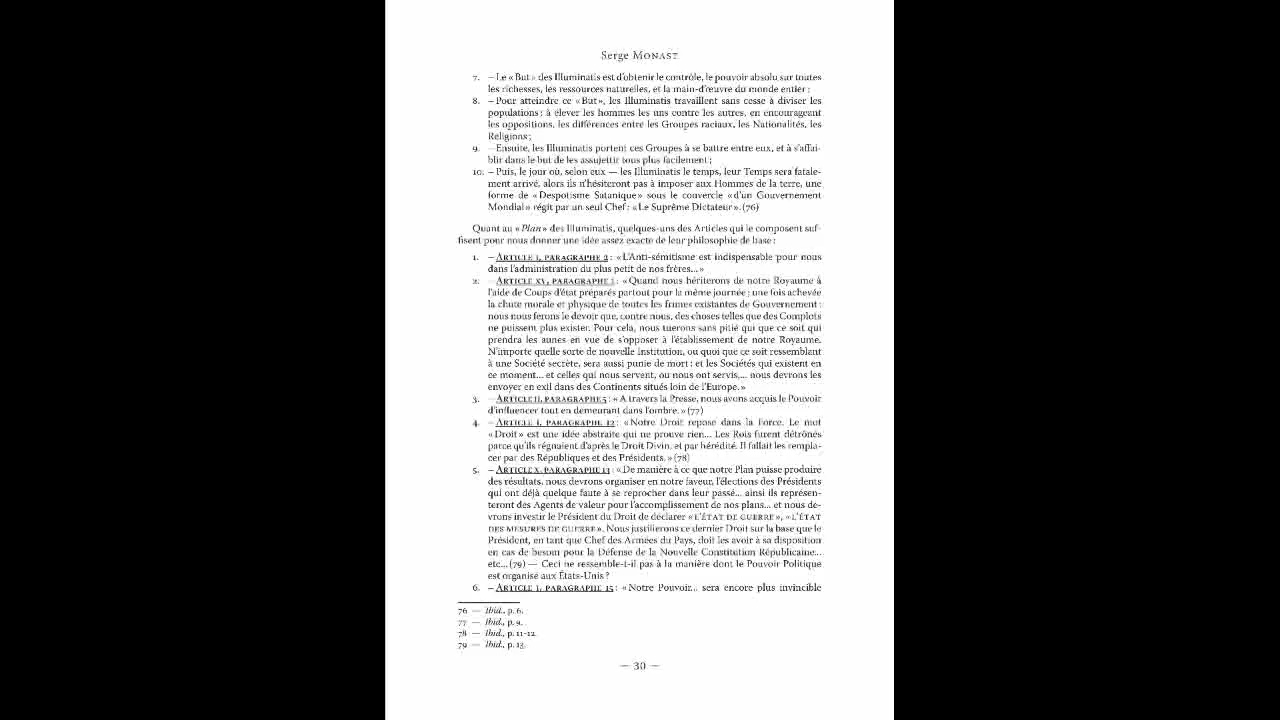 Serge Monast
7. – Le « But » des Illuminatis est d'obtenir le contrôle, le pouvoir absolu sur toutes
les richesses, les ressources naturelles, et la main-d'œuvre du monde entier ;
8. – Pour atteindre ce « But », les Illuminatis travaillent sans cesse à diviser les
populations ; à élever les hommes les uns contre les autres, en encourageant
les oppositions, les différences entre les Groupes raciaux, les Nationalités, les
Religions ;
9. – Ensuite, les Illuminatis portent ces Groupes à se battre entre eux, et à s'affai-
blir dans le but de les assujettir tous plus facilement ;
10. – Puis, le jour où, selon eux — les Illuminatis le temps, leur Temps sera fatale-
ment arrivé, alors ils n'hésiteront pas à imposer aux Hommes de la terre, une
forme de « Despotisme Satanique » sous le couvercle « d'un Gouvernement
Mondial » régit par un seul Chef : « Le Suprême Dictateur ». (76)
Quant au « Plan » des Illuminatis, quelques-uns des Articles qui le composent suf-
fisent pour nous donner une idée assez exacte de leur philosophie de base :
1. – Article I, paragraphe 2 : « L'Anti-sémitisme est indispensable pour nous
dans l'administration du plus petit de nos frères... »
2. – Article XV, paragraphe 1 : « Quand nous hériterons de notre Royaume à
l'aide de Coups d'état préparés partout pour la même journée ; une fois achevée
la chute morale et physique de toutes les frimes existantes de Gouvernement ;
nous nous ferons le devoir que, contre nous, des choses telles que des Complots
ne puissent plus exister. Pour cela, nous tuerons sans pitié qui que ce soit qui
prendra les aunes en vue de s'opposer à l'établissement de notre Royaume.
N'importe quelle sorte de nouvelle Institution, ou quoi que ce soit ressemblant
à une Société secrète, sera aussi punie de mort ; et les Sociétés qui existent en
ce moment... et celles qui nous servent, ou nous ont servis,... nous devrons les
envoyer en exil dans des Continents situés loin de l'Europe. »
3. – Article II, paragraphe 5 : « A travers la Presse, nous avons acquis le Pouvoir
d'influencer tout en demeurant dans l'ombre. » (77)
4. – Article I, paragraphe 12 : « Notre Droit repose dans la Force. Le mot
« Droit » est une idée abstraite qui ne prouve rien... Les Rois furent détrônés
parce qu'ils régnaient d'après le Droit Divin, et par hérédité. Il fallait les rempla-
cer par des Républiques et des Présidents. » (78)
5. – Article X, paragraphe 13 : « De manière à ce que notre Plan puisse produire
des résultats, nous devrons organiser en notre faveur, l'élections des Présidents
qui ont déjà quelque faute à se reprocher dans leur passé... ainsi ils représen-
teront des Agents de valeur pour l'accomplissement de nos plans... et nous de-
vrons investir le Président du Droit de déclarer « l'État de guerre », « l'État
des mesures de guerre ». Nous justifierons ce dernier Droit sur la base que le
Président, en tant que Chef des Armées du Pays, doit les avoir à sa disposition
en cas de besoin pour la Défense de la Nouvelle Constitution Républicaine...
etc... (79) — Ceci ne ressemble-t-il pas à la manière dont le Pouvoir Politique
est organisé aux États-Unis ?
6. – Article I, paragraphe 15 : « Notre Pouvoir... sera encore plus invincible
76 — Ibid., p. 6.
77 — Ibid., p. 9.
78 — Ibid., p. 11-12.
79 — Ibid., p. 13.
— 30 —